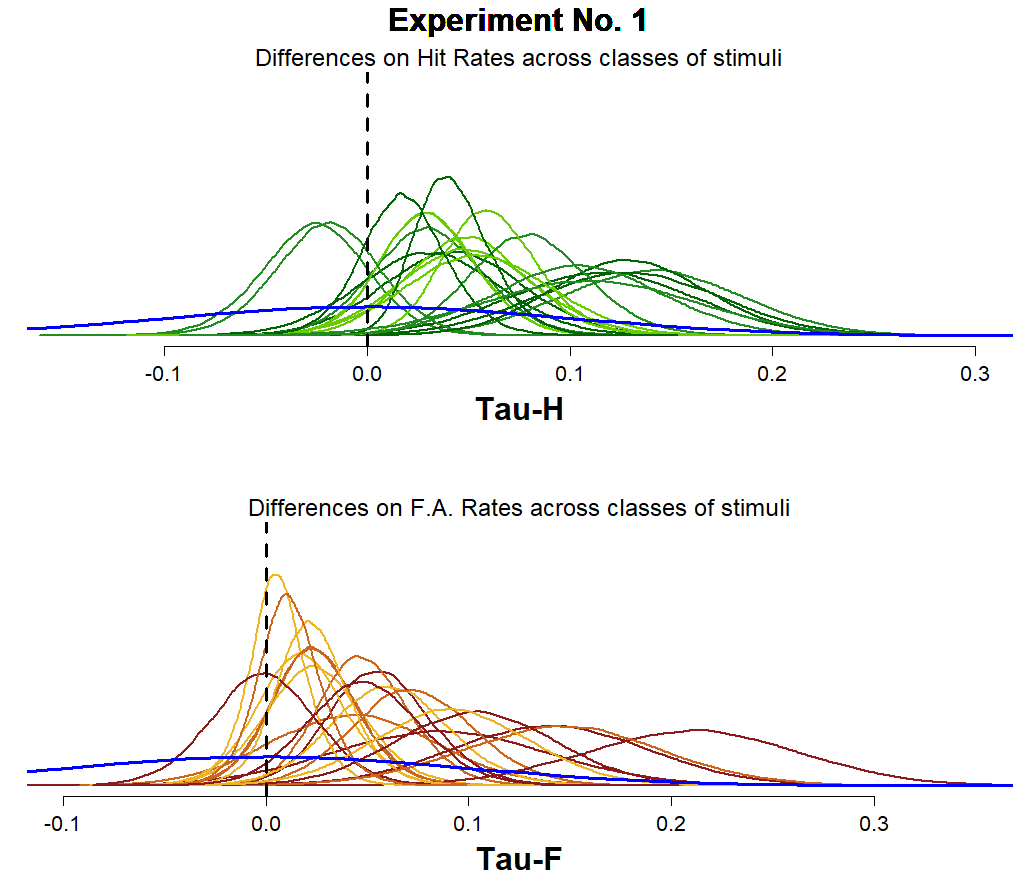 Experiment No. 1
Differences on Hit Rates across classes of stimuli
-0.1 0.0 0.1 0.2 0.3
Tau-H
Differences on F.A. Rates across classes of stimuli
-0.1 0.0 0.1 0.2 0.3
Tau-F